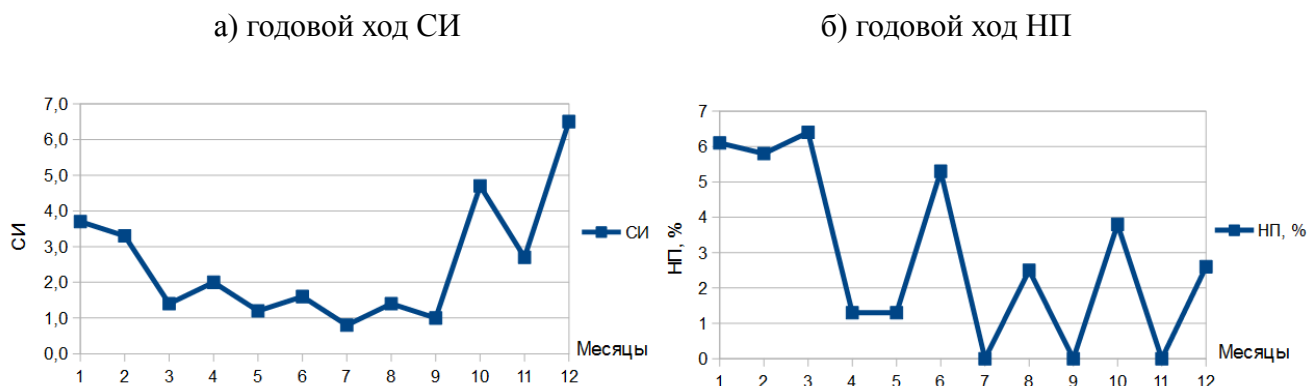 а) годовой ход СИ
б) годовой ход НП
7,0
6,0
5,0
4,0
3,0
2,0
1,0
0,0
СИ
1 2 3 4 5 6 7 8 9 10 11 12
Месяцы
СИ
7
6
5
4
3
2
1
0
НП, %
1 2 3 4 5 6 7 8 9 10 11 12
Месяцы
НП, %